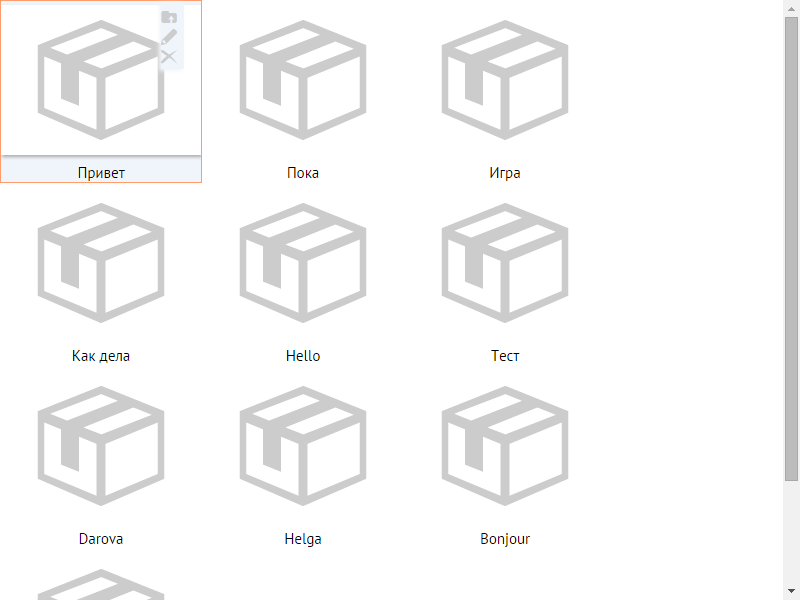 Привет
Пока
Игра
Как дела
Hello
Тест
Darova
Helga
Bonjour